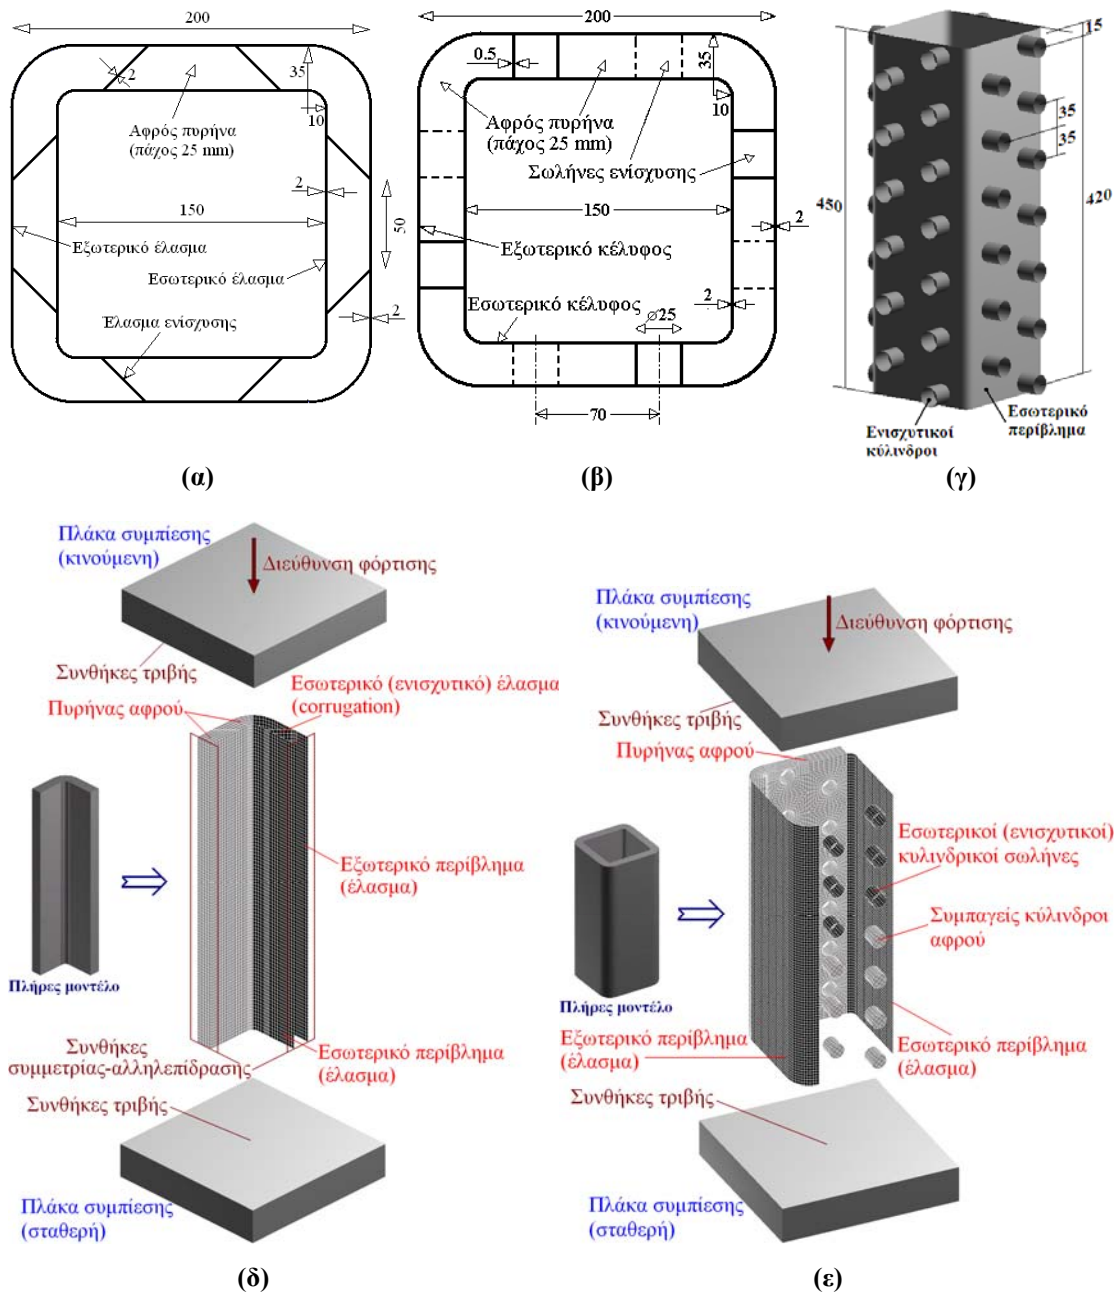 200
2
35
Αφρός πυρήνα
(πάχος 25 mm)
10
2
150
50
Εξωτερικό έλασμα
Εσωτερικό έλασμα
2
Έλασμα ενίσχυσης
(α)
200
0.5
35
10
Αφρός πυρήνα
(πάχος 25 mm)
Σωλήνες ενίσχυσης
150
2
Εξωτερικό κέλυφος
2
Εσωτερικό κέλυφος
∅25
70
(β)
15
35
35
450
420
Ενισχυτικοί
κύλινδροι
Εσωτερικό
περίβλημα
(γ)
Πλάκα συμπίεσης
(κινούμενη)
Διεύθυνση φόρτισης
Συνθήκες τριβής
Εσωτερικό (ενισχυτικό) έλασμα
(corrugation)
Πυρήνας αφρού
Εξωτερικό περίβλημα
(έλασμα)
Πλήρες μοντέλο
Συνθήκες
συμμετρίας-αλληλεπίδρασής
Εσωτερικό περίβλημα
(έλασμα)
Συνθήκες τριβής
Πλάκα συμπίεσης
(σταθερή)
(δ)
Πλάκα συμπίεσης
(κινούμενη)
Διεύθυνση φόρτισης
Συνθήκες τριβής
Πυρήνας αφρού
Εσωτερικοί (ενισχυτικοί)
κυλινδρικοί σωλήνες
Συμπαγείς κύλινδροι
αφρού
Πλήρες μοντέλο
Εξωτερικό περίβλημα
(έλασμα)
Εσωτερικό περίβλημα
(έλασμα)
Συνθήκες τριβής
Πλάκα συμπίεσης
(σταθερή)
(ε)